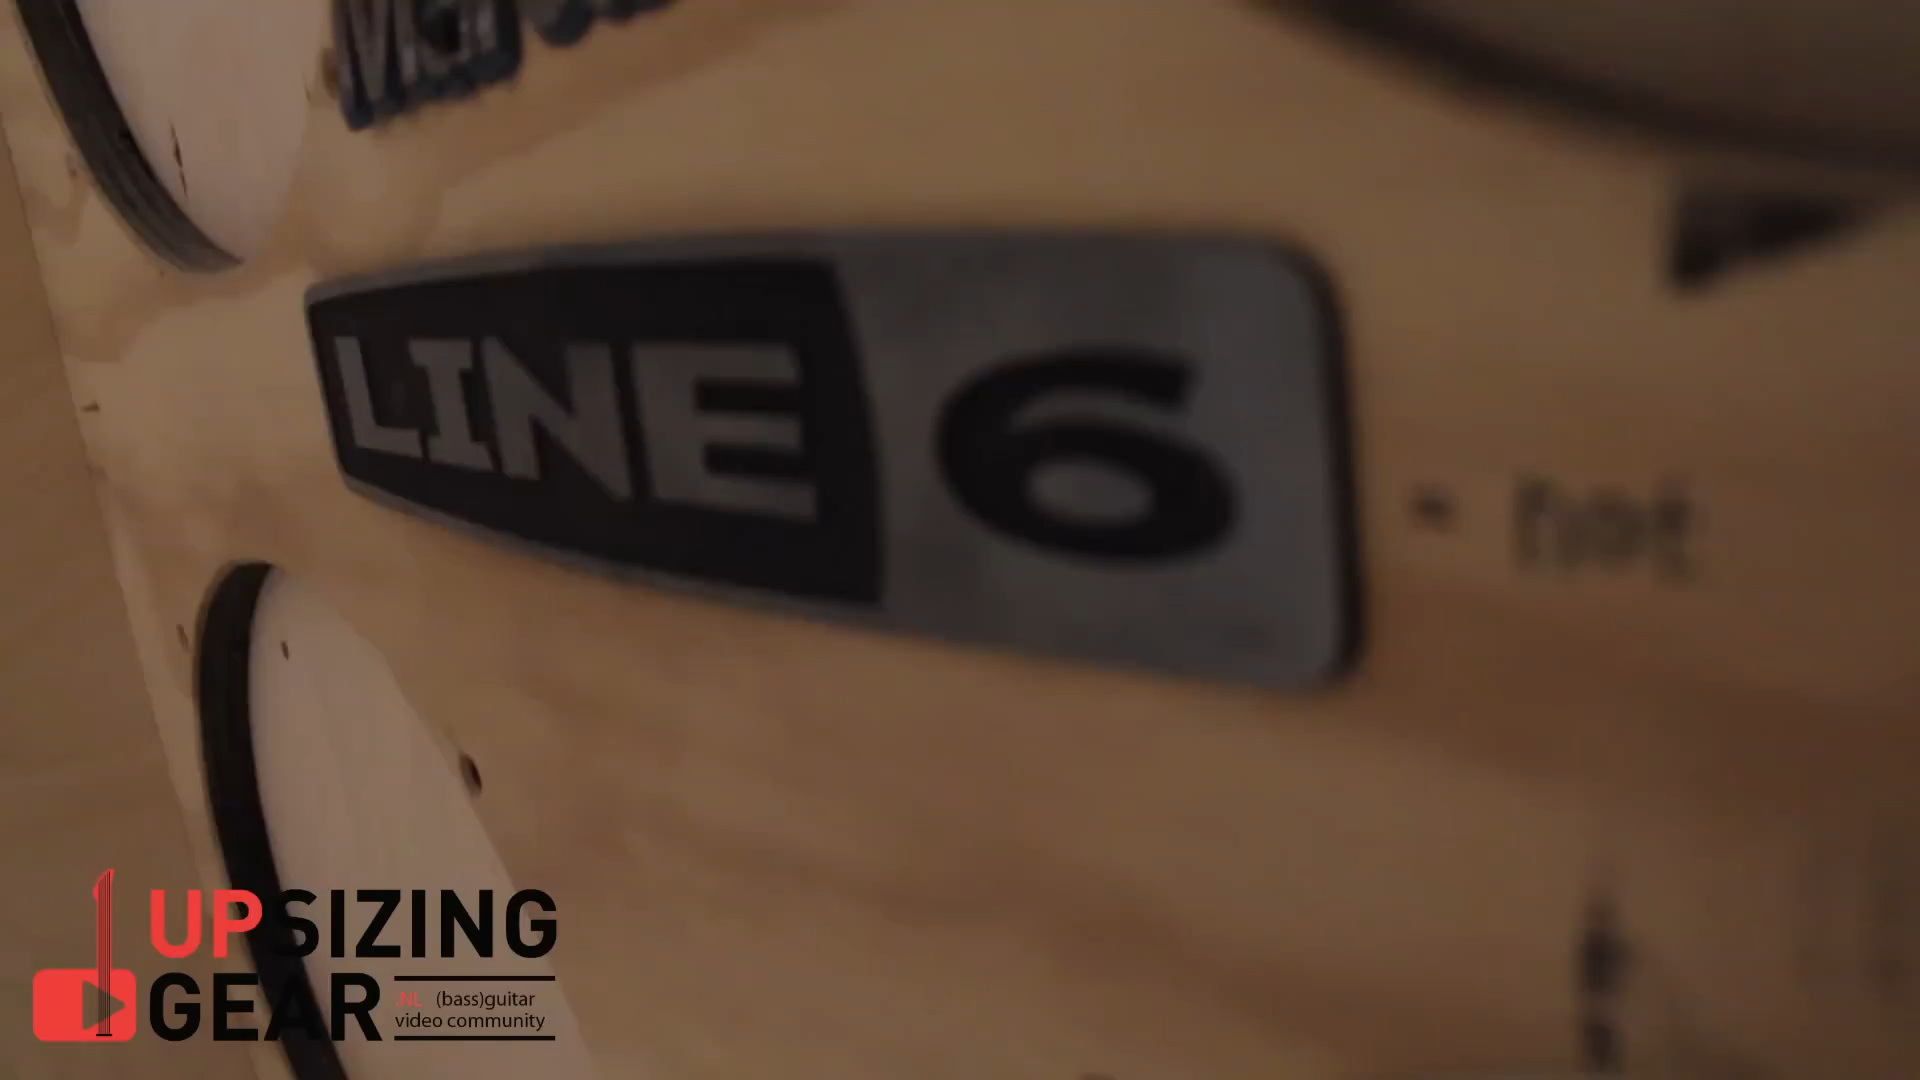 LINE 6
UPSIZING
GEAR
.NL (bass)guitar
video community